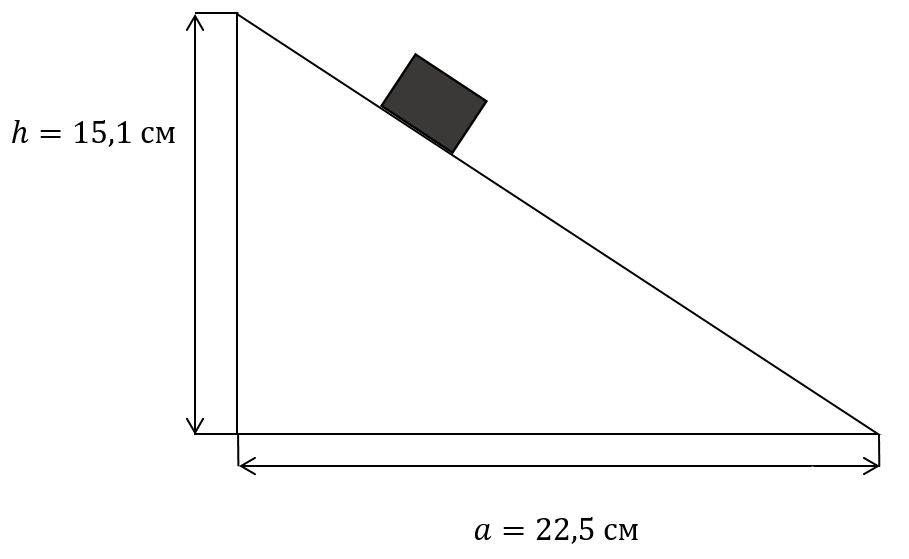 h = 15,1 см
a = 22,5 см